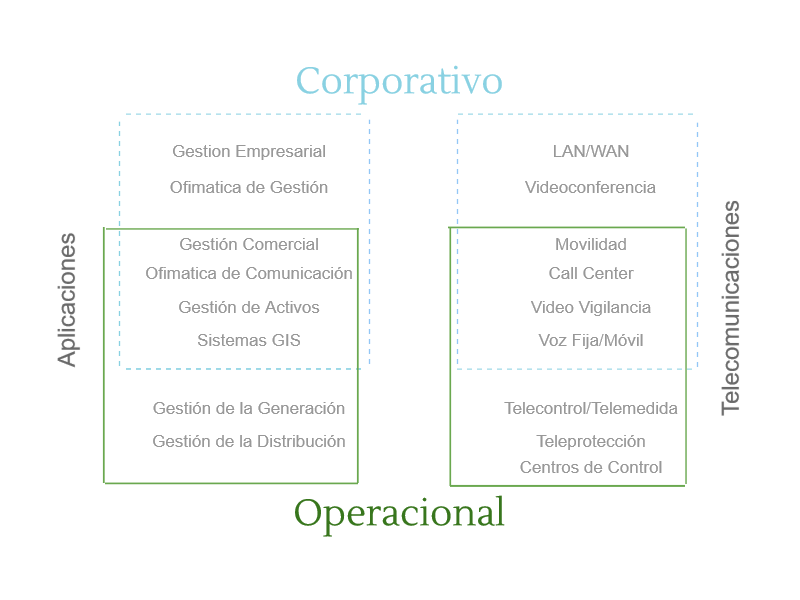 Corporativo
Aplicaciones
Gestion Empresarial
Ofimatica de Gestión
Gestión Comercial
Ofimatica de Comunicación
Gestión de Activos
Sistemas GIS
Gestión de la Generación
Gestión de la Distribución
LAN/WAN
Videoconferencia
Movilidad
Call Center
Video Vigilancia
Voz Fija/Móvil
Telecontrol/Telemedida
Teleprotección
Centros de Control
Telecomunicaciones
Operacional